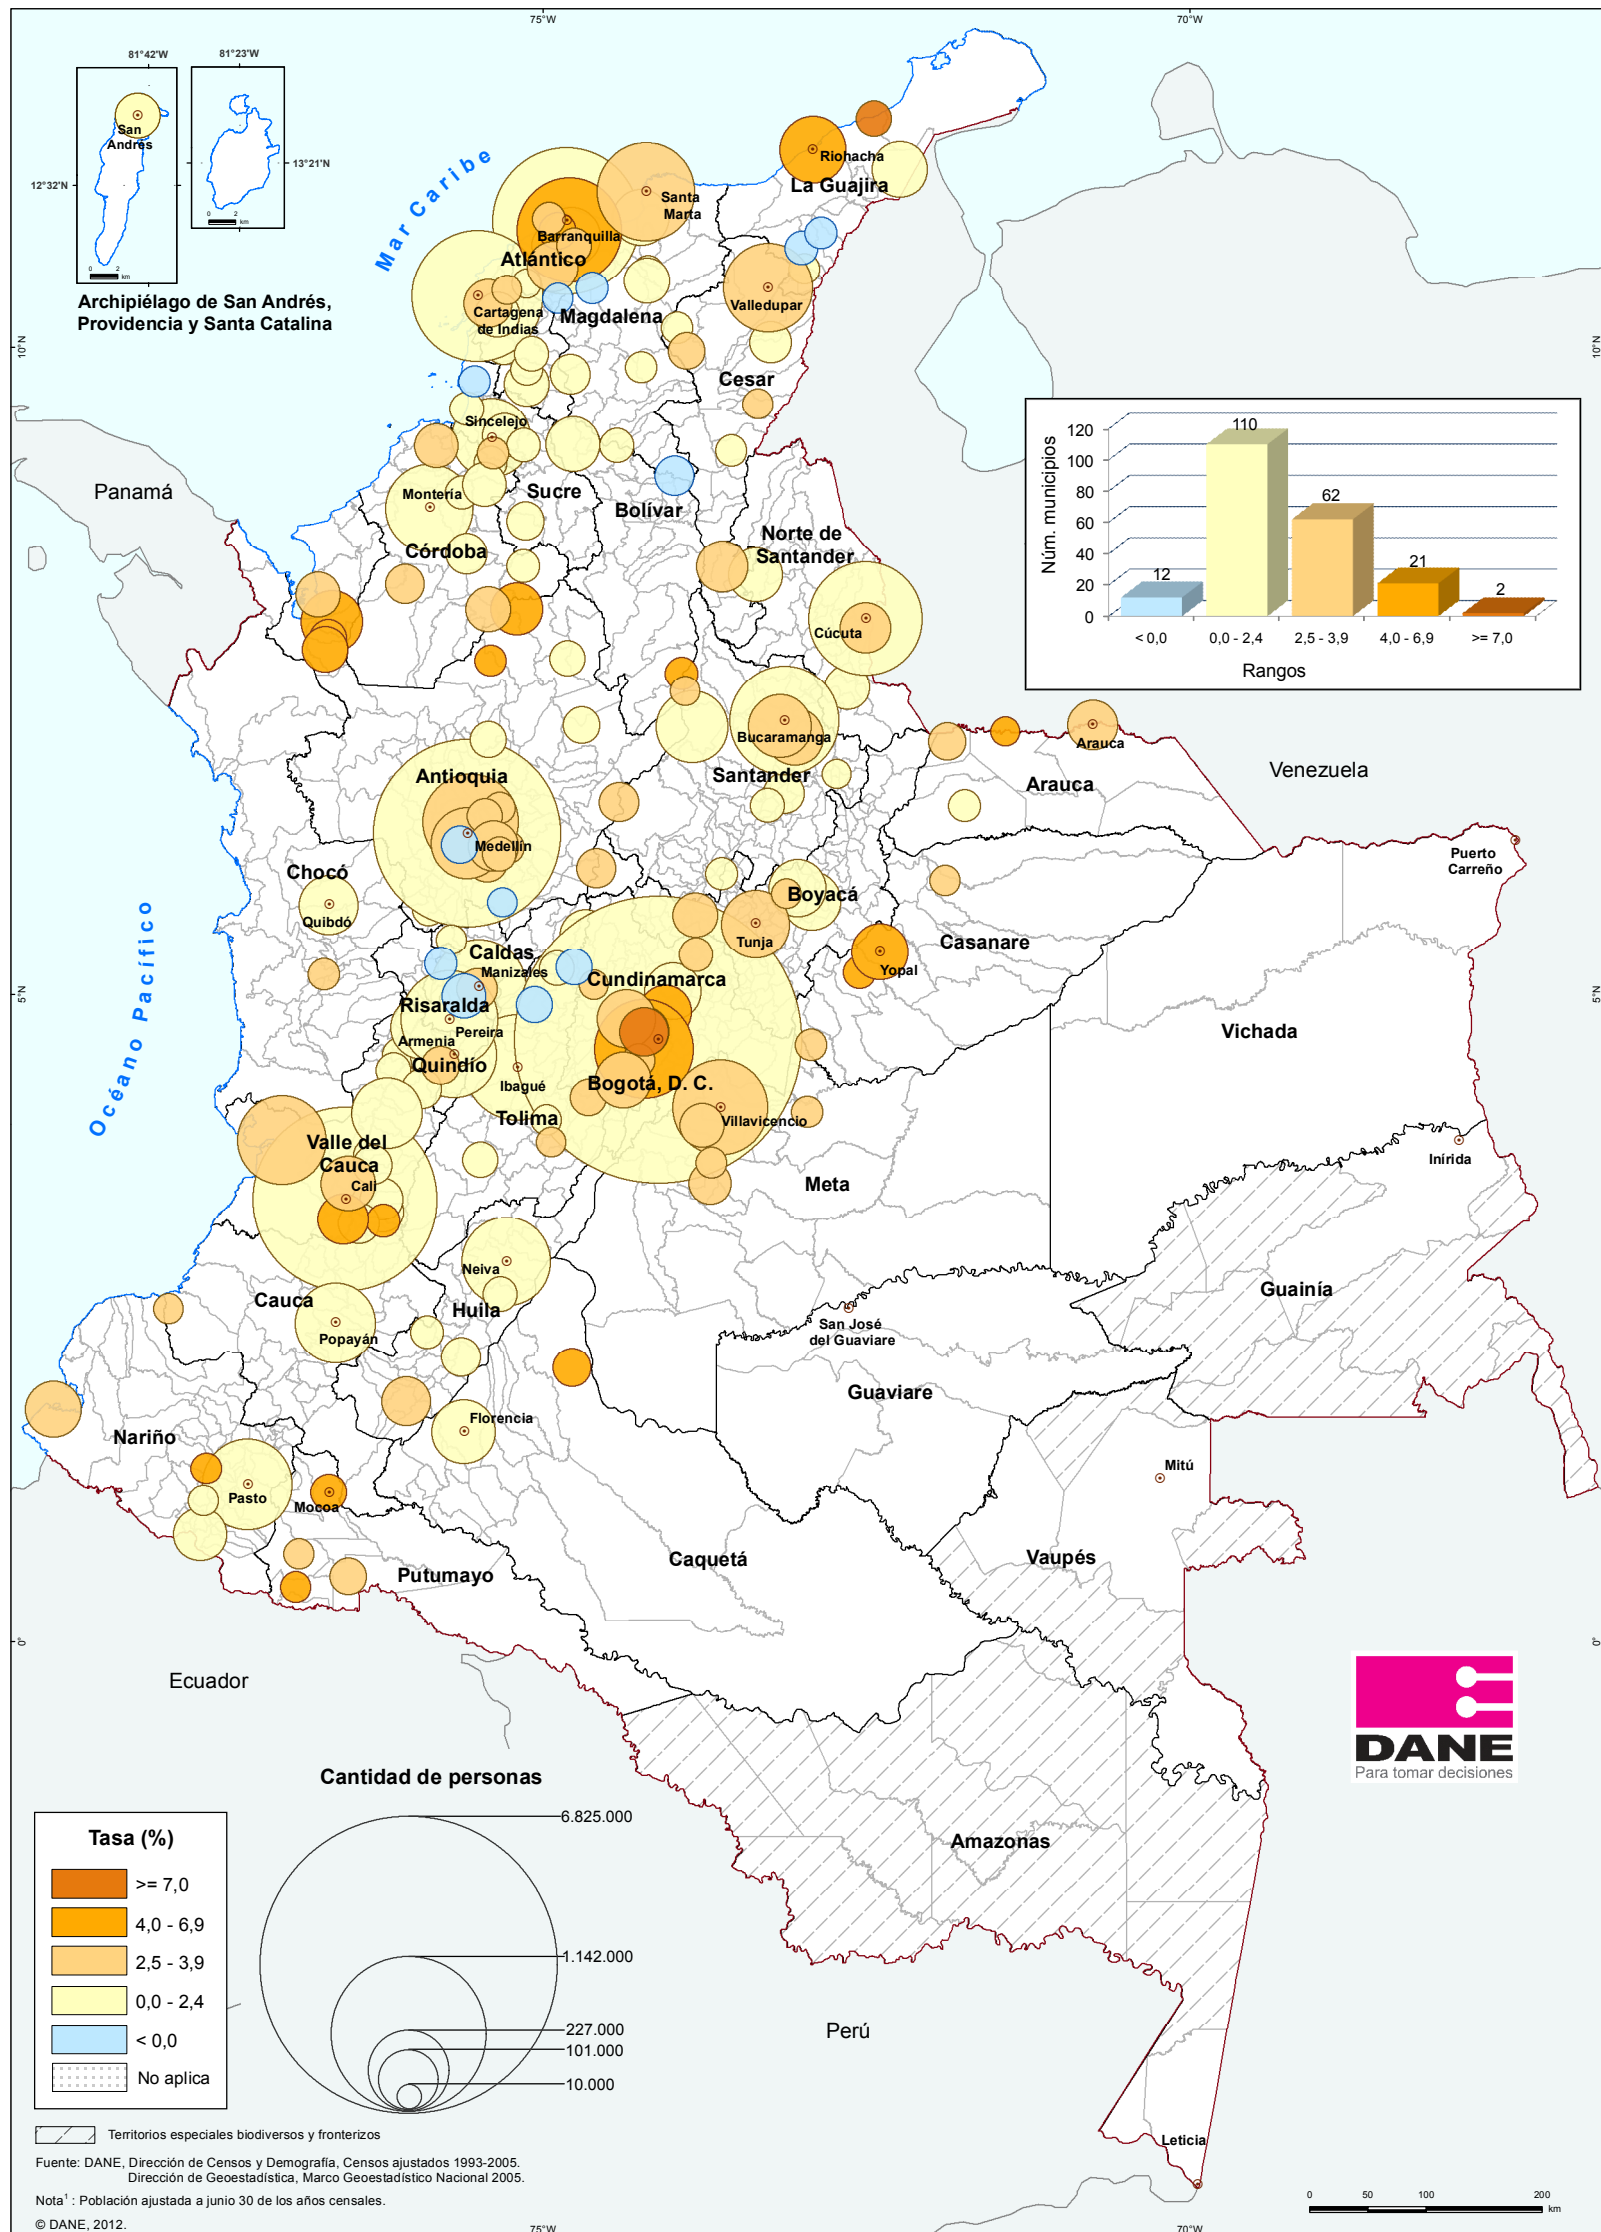 75°W
70°W
81°42'W
81°23'W
San
Andrés
13°21'N
12°32'N
0
2
km
0
2
km
Archipiélago de San Andrés,
Providencia y Santa Catalina
Mar Caribe
Riohacha
La Guajira
Santa
Marta
Barranquilla
Atlántico
Cartagena
de Indias
Magdalena
Valledupar
10°N
10°N
Cesar
Sincelejo
Panamá
Montería
Sucre
Bolívar
Córdoba
Norte de
Santander
Cúcuta
Núm. municipios
120
100
80
60
40
20
0
12
110
62
21
2
< 0,0
0,0 - 2,4
2,5 - 3,9
4,0 - 6,9
>= 7,0
Rangos
Bucaramanga
Santander
Arauca
Arauca
Venezuela
Antioquia
Medellín
Puerto
Carreño
Chocó
Quibdó
Boyacá
Tunja
Casanare
Yopal
Caldas
Manizales
Cundinamarca
Océano Pacífico
5°N
5°N
Risaralda
Pereira
Armenia
Quindío
Ibagué
Bogotá, D. C.
Vichada
Tolima
Villavicencio
Valle del
Cauca
Cali
Inírida
Meta
Neiva
Huila
Cauca
Popayán
San José
del Guaviare
Guainía
Guaviare
Florencia
Nariño
Pasto
Mocoa
Mitú
Caquetá
Vaupés
Putumayo
0°
0°
Ecuador
DANE
Para tomar decisiones
Cantidad de personas
6.825.000
1.142.000
227.000
101.000
10.000
Tasa (%)
>= 7,0
4,0 - 6,9
2,5 - 3,9
0,0 - 2,4
< 0,0
No aplica
Amazonas
Perú
Leticia
Territorios especiales biodiversos y fronterizos
Fuente: DANE, Dirección de Censos y Demografía, Censos ajustados 1993-2005.
Dirección de Geoestadística, Marco Geoestadístico Nacional 2005.
Nota1 : Población ajustada a junio 30 de los años censales.
© DANE, 2012.
0
50
100
200
km
75°W
70°W